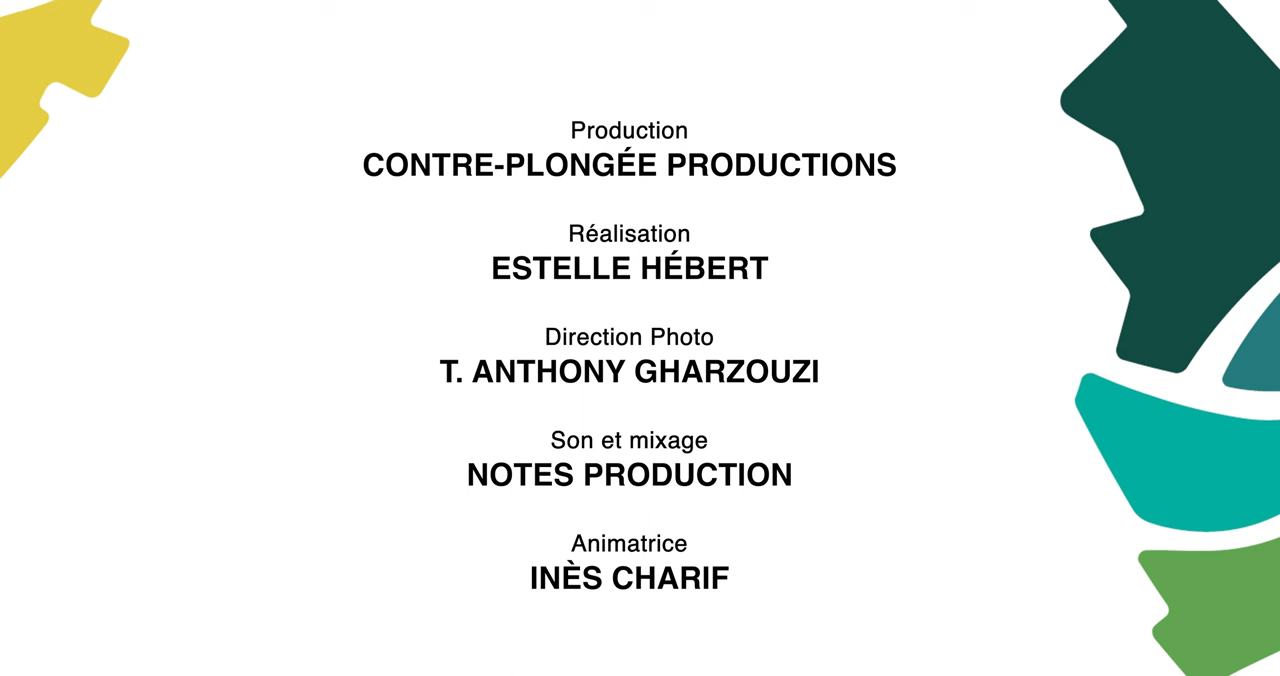 Production
CONTRE-PLONGÉE PRODUCTIONS
Réalisation
ESTELLE HÉBERT
Direction Photo
T. ANTHONY GHARZOUZI
Son et mixage
NOTES PRODUCTION
Animatrice
INÈS CHARIF